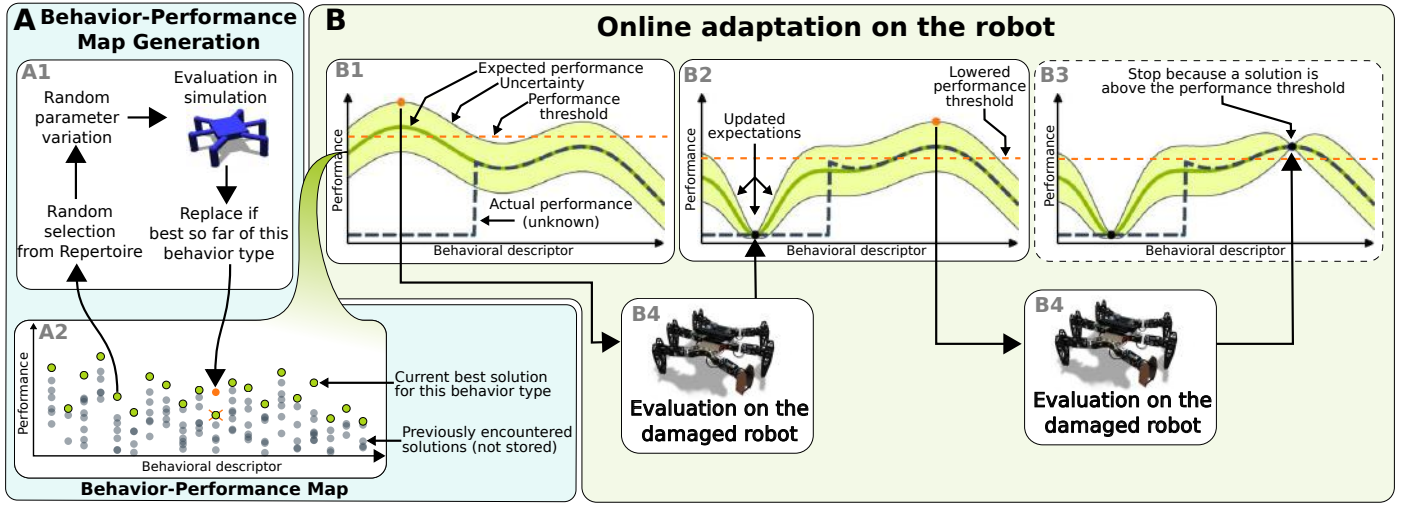 A
Behavior-Performance
Map Generation
A1
Random
parameter
variation
Evaluation in
simulation
Random
selection
from Repertoire
Replace if
best so far of this
behavior type
A2
Performance
Behavioral descriptor
Current best solution
for this behavior type
Previously encountered
solutions (not stored)
Behavior-Performance Map
B
Online adaptation on the robot
B1
Expected performance
Uncertainty
Performance
threshold
Actual performance
(unknown)
Performance
Behavioral descriptor
B2
Updated
expectations
Lowered
performance
threshold
Performance
Behavioral descriptor
B3
Stop because a solution is
above the performance threshold
Performance
Behavioral descriptor
B4
Evaluation on the
damaged robot
B4
Evaluation on the
damaged robot